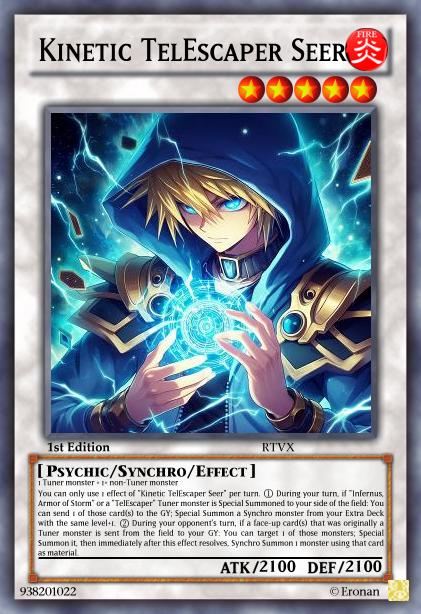 KINETIC TELESCAPER SEER
FIRE
炎
1st Edition RTVX
[ PSYCHIC/SYNCHRO/EFFECT ]
1 Tuner monster + 1+ non-Tuner monster
You can only use 1 effect of "Kinetic TelEscaper Seer" per turn. ① During your turn, if "Infernus,
Armor of Storm" or a "TelEscaper" Tuner monster is Special Summoned to your side of the field: You
can send 1 of those card(s) to the GY; Special Summon a Synchro monster from your Extra Deck
with the same level+1. ② During your opponent's turn, if a face-up card(s) that was originally a
Tuner monster is sent from the field to your GY: You can target 1 of those monsters; Special
Summon it, then immediately after this effect resolves, Synchro Summon 1 monster using that card
as material.
ATK/2100 DEF/2100
938201022 ©Eronan